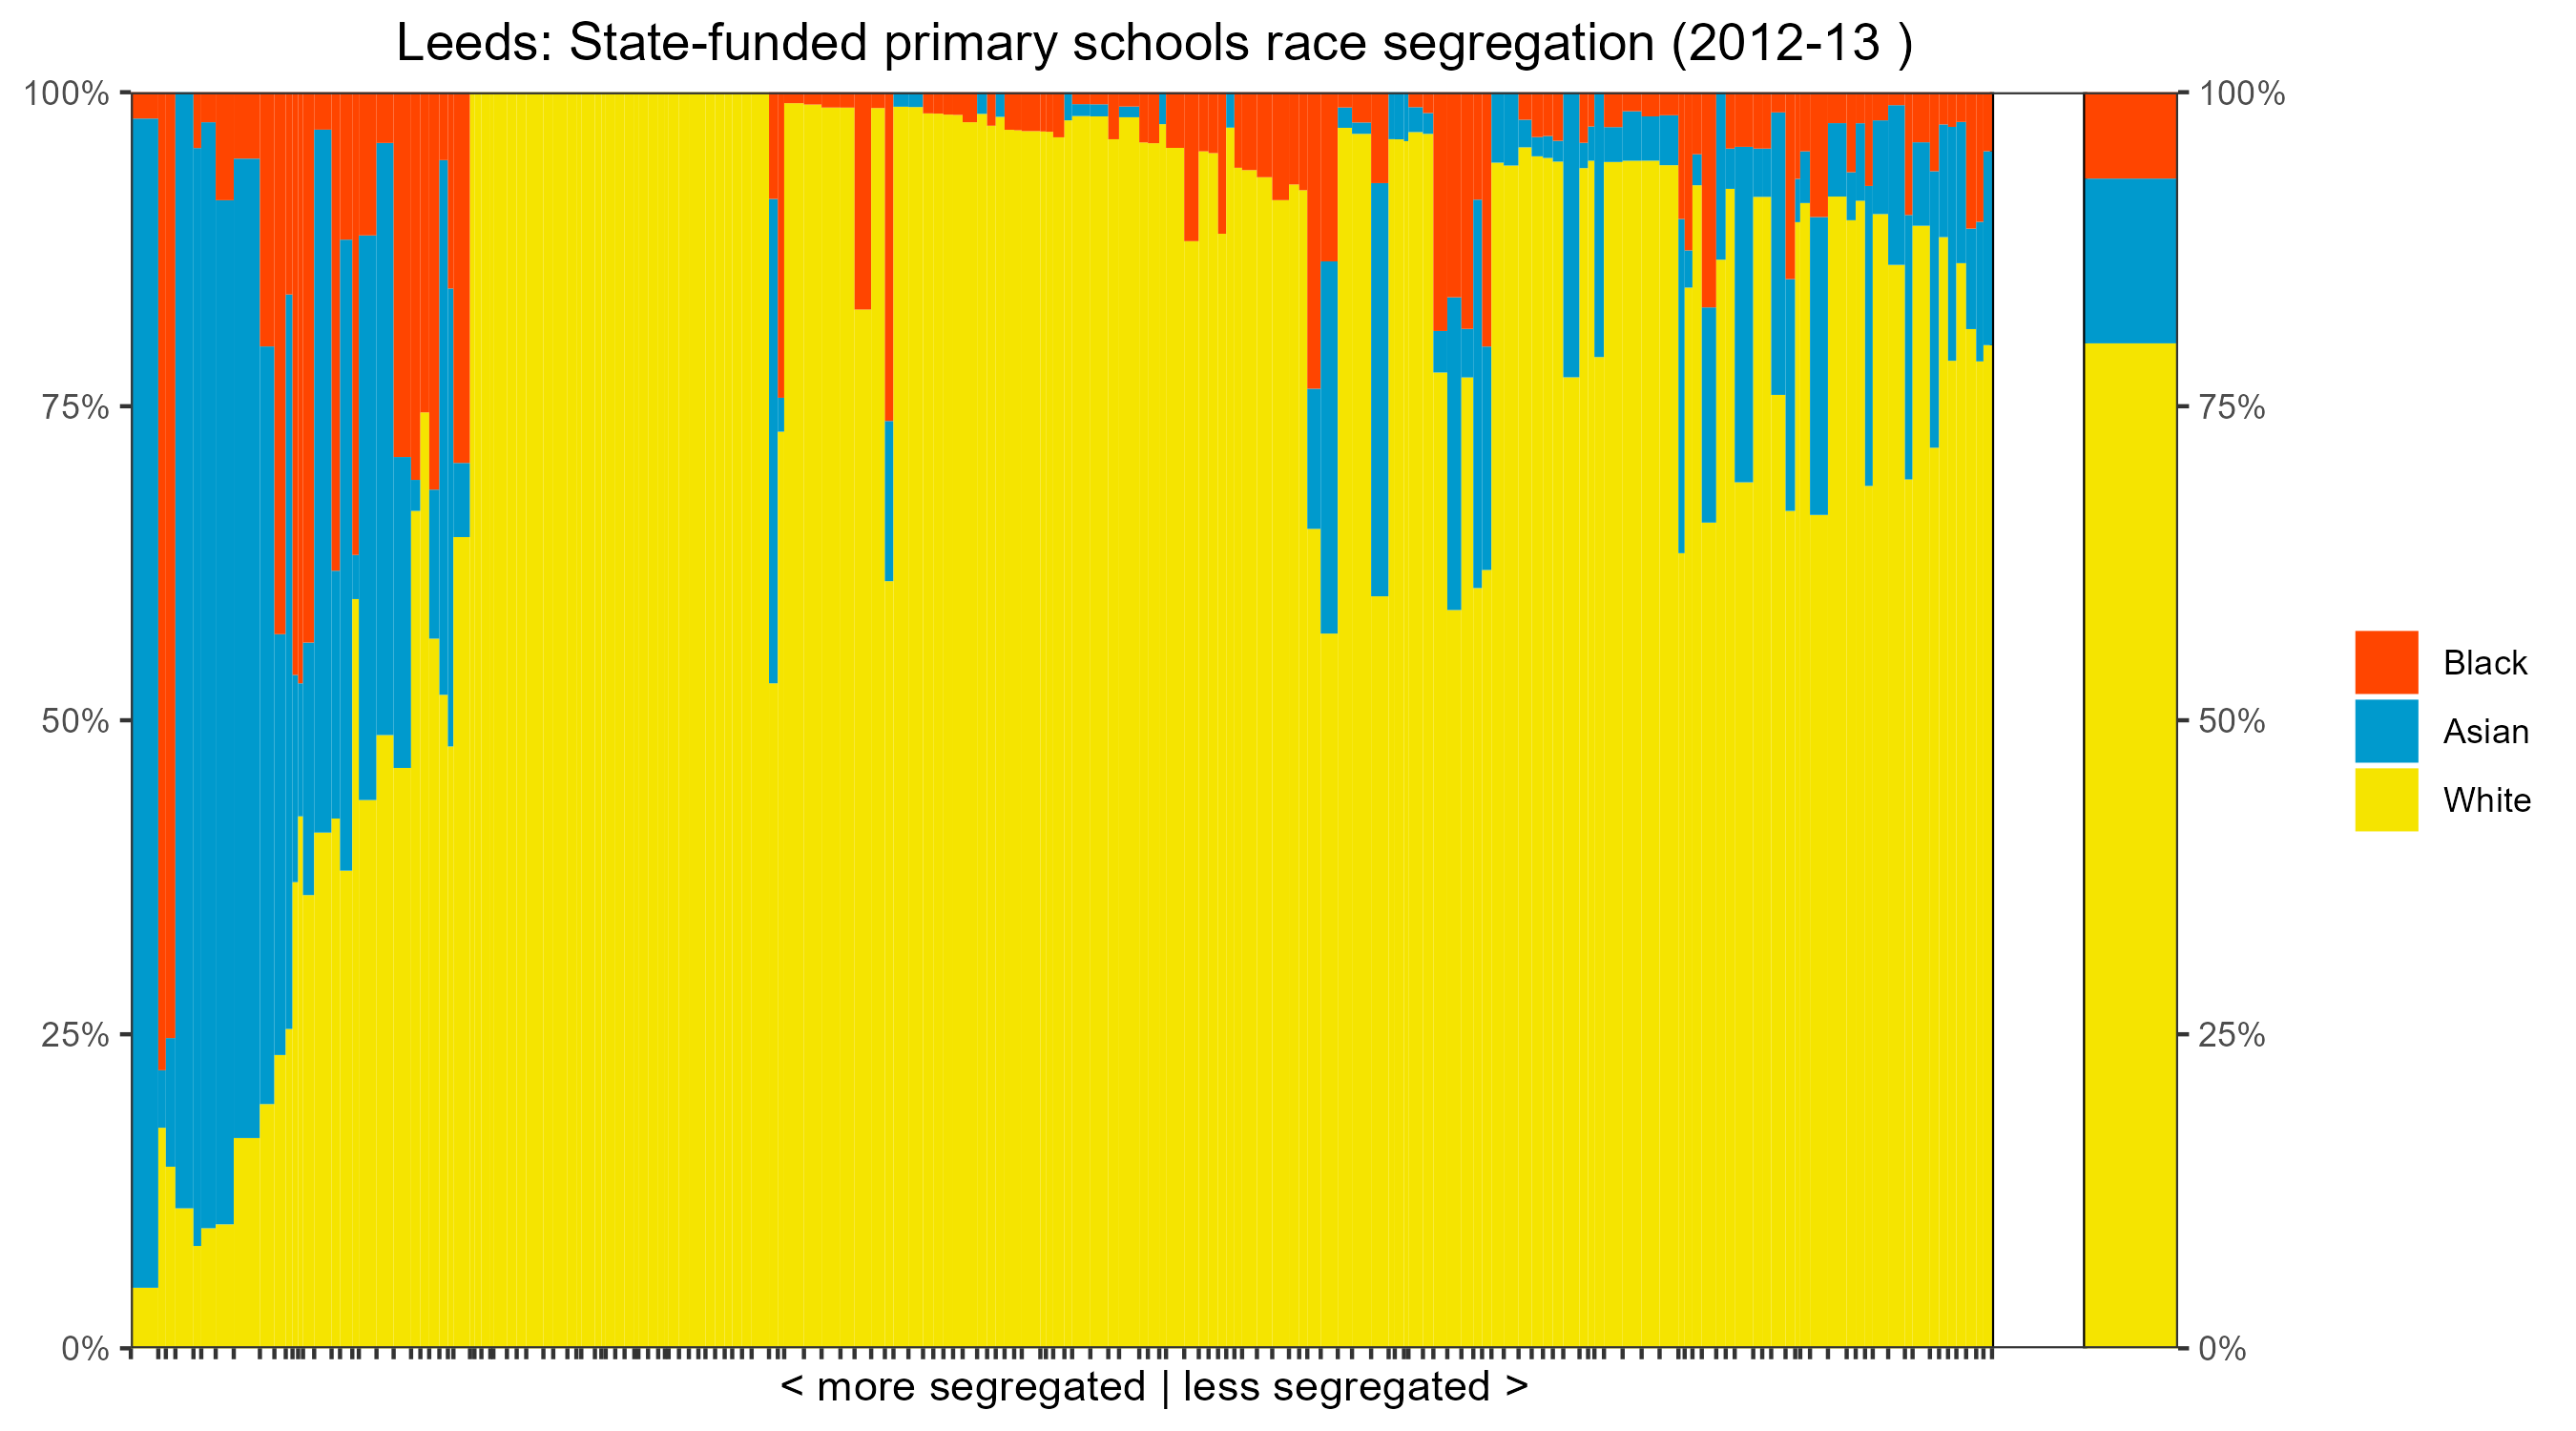 Leeds: State-funded primary schools race segregation (2012-13 )
100%
75%
50%
25%
0%
100%
75%
50%
25%
0%
Black
Asian
White
< more segregated | less segregated >